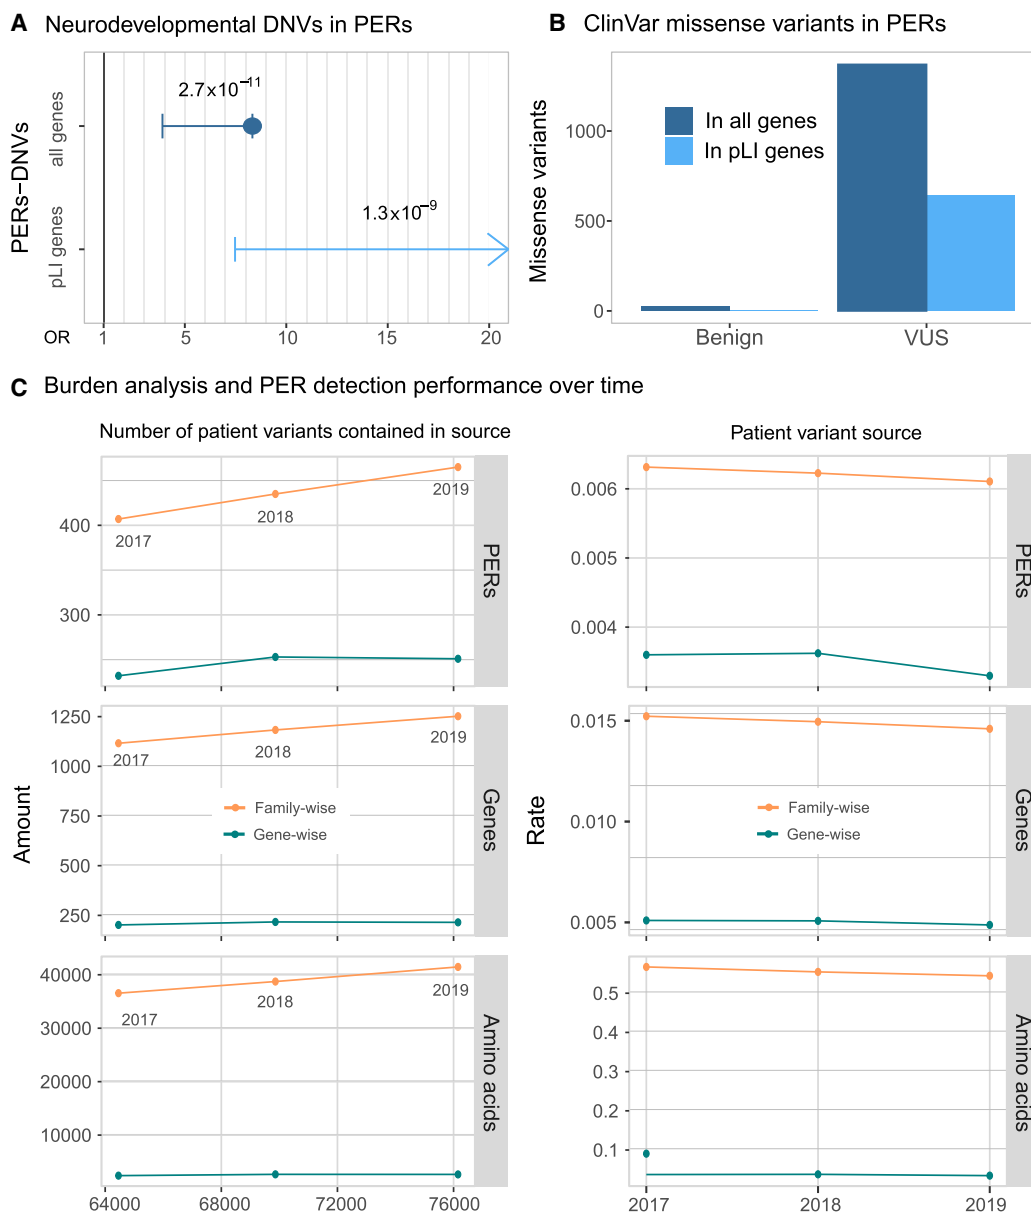 A Neurodevelopmental DNVs in PERs
PERs−DNVs
all genes
pLI genes
2.7x10−11
1.3x10−9
OR 1 5 10 15 20
B ClinVar missense variants in PERs
Missense variants
1000
500
0
In all genes
In pLI genes
Benign VUS
C Burden analysis and PER detection performance over time
Number of patient variants contained in source
Amount
400
300
2017
2018
2019
PERs
1250
1000
750
500
250
2017
2018
2019
Family-wise
Gene-wise
Genes
40000
30000
20000
10000
2017
2018
2019
Amino acids
64000 68000 72000 76000
Patient variant source
Rate
0.006
0.005
0.004
PERs
0.015
0.010
0.005
Family-wise
Gene-wise
Genes
0.5
0.4
0.3
0.2
0.1
Amino acids
2017 2018 2019